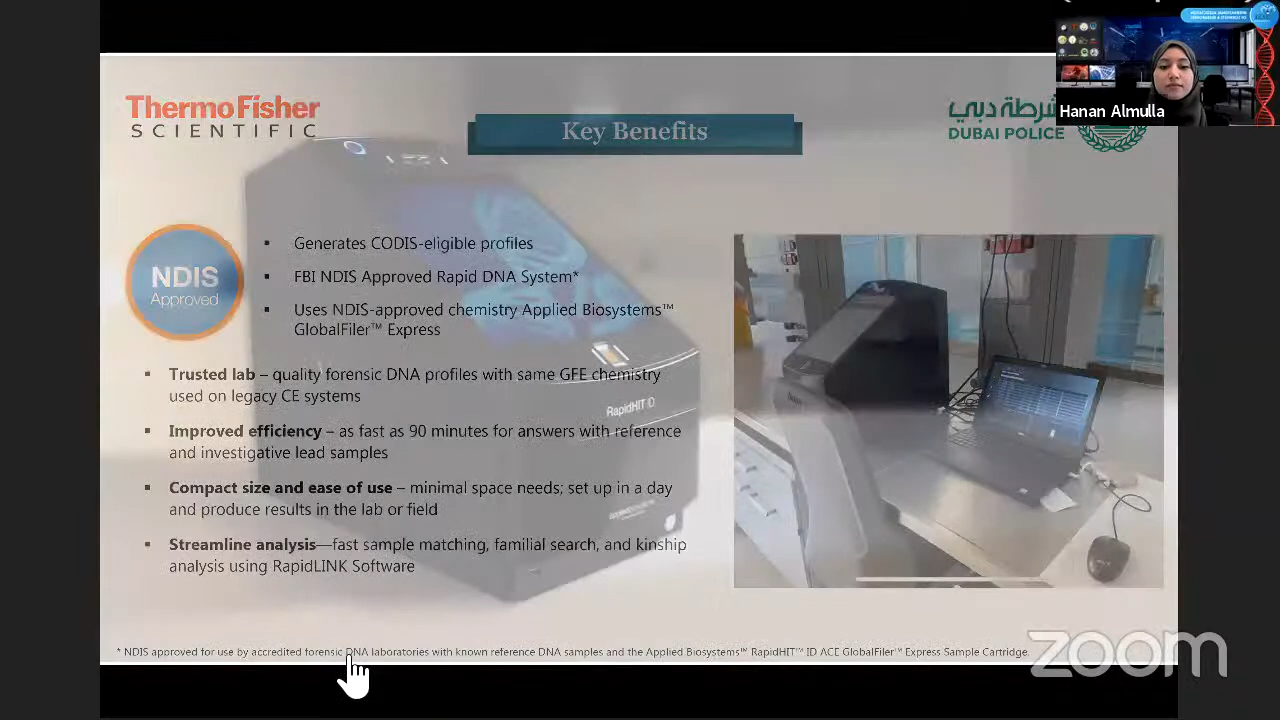 ThermoFisher
SCIENTIFIC
Key Benefits
شرطة دبي
DUBAI POLICE
Hanan Almulla
NDIS
Approved
▪ Generates CODIS-eligible profiles
▪ FBI NDIS Approved Rapid DNA System*
▪ Uses NDIS-approved chemistry Applied Biosystems™
GlobalFiler™ Express
▪ Trusted lab – quality forensic DNA profiles with same GFE chemistry
used on legacy CE systems
▪ Improved efficiency – as fast as 90 minutes for answers with reference
and investigative lead samples
▪ Compact size and ease of use – minimal space needs; set up in a day
and produce results in the lab or field
▪ Streamline analysis—fast sample matching, familial search, and kinship
analysis using RapidLINK Software
RapidHIT ID
* NDIS approved for use by accredited forensic DNA laboratories with known reference DNA samples and the Applied Biosystems™ RapidHIT™ ID ACE GlobalFiler™ Express Sample Cartridge.
zoom